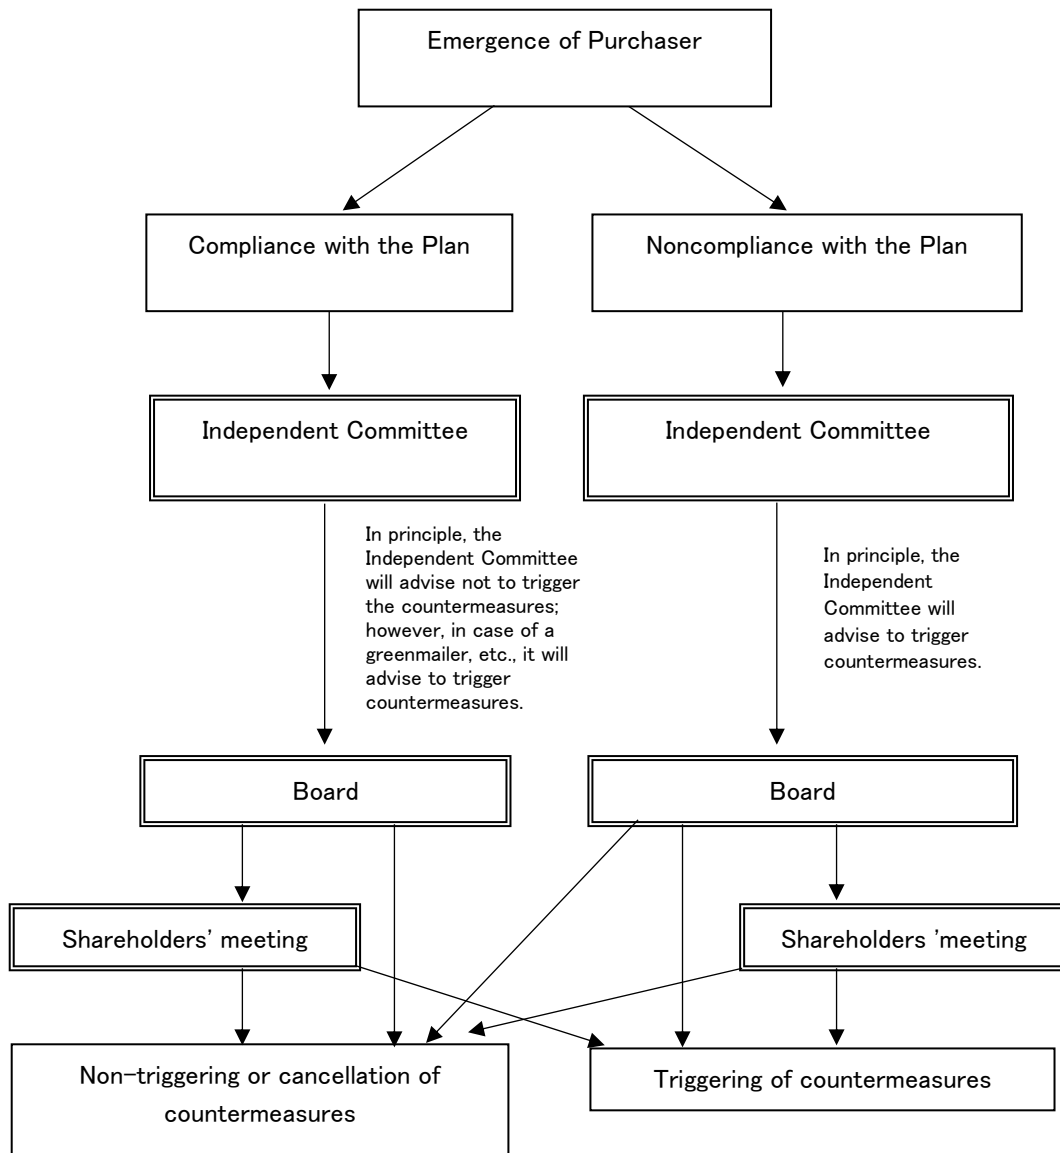 Emergence of Purchaser
Compliance with the Plan
Noncompliance with the Plan
Independent Committee
Independent Committee
In principle, the
Independent Committee
will advise not to trigger
the countermeasures;
however, in case of a
greenmailer, etc., it will
advise to trigger
countermeasures.
In principle, the
Independent
Committee will
advise to trigger
countermeasures.
Board
Board
Shareholders' meeting
Shareholders 'meeting
Non-triggering or cancellation of
countermeasures
Triggering of countermeasures